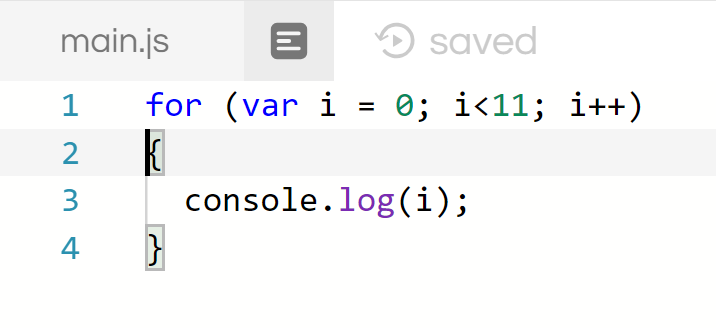 main.js saved
1 for (var i = 0; i<11; i++)
2 {
3   console.log(i);
4 }